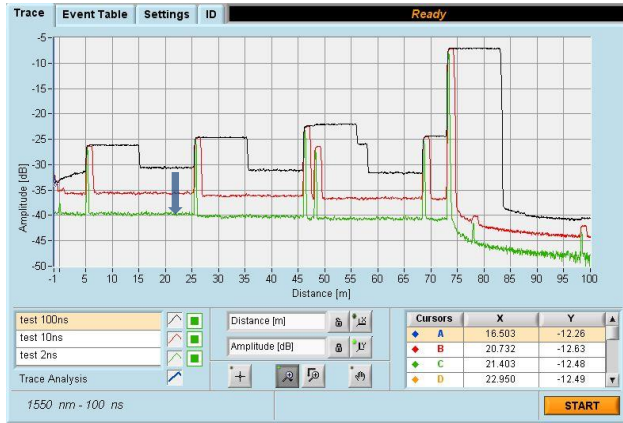 Trace Event Table Settings ID Ready
-5
-10
-15
-20
-25
-30
-35
-40
-45
-50
Amplitude [dB]
-1 5 10 15 20 25 30 35 40 45 50 55 60 65 70 75 80 85 90 95 100
Distance [m]
test 100ns
test 10ns
test 2ns
Trace Analysis
Distance [m]
Amplitude [dB]
Cursors X Y
A 16.503 -12.26
B 20.732 -12.63
C 21.403 -12.48
D 22.950 -12.49
1550 nm - 100 ns
START